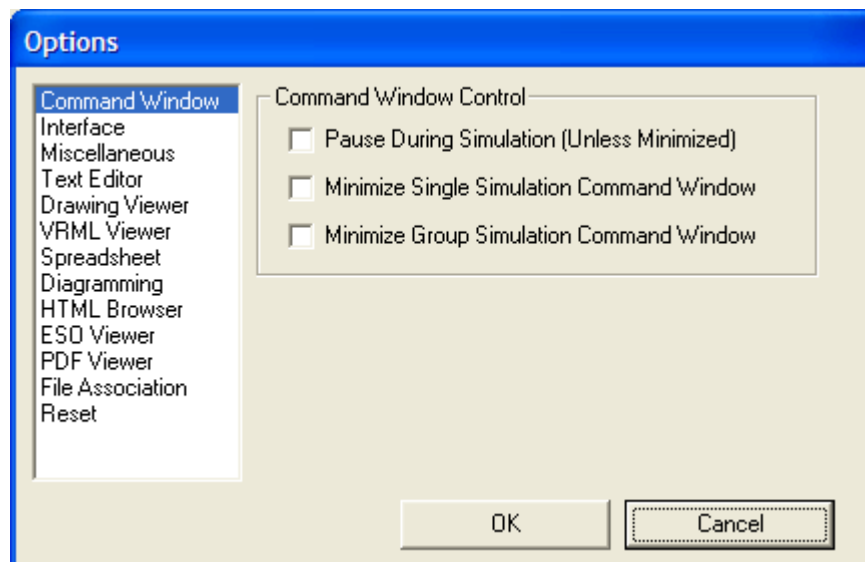 Options
Command Window
Interface
Miscellaneous
Text Editor
Drawing Viewer
VRML Viewer
Spreadsheet
Diagramming
HTML Browser
ESO Viewer
PDF Viewer
File Association
Reset
Command Window Control
Pause During Simulation (Unless Minimized)
Minimize Single Simulation Command Window
Minimize Group Simulation Command Window
OK
Cancel